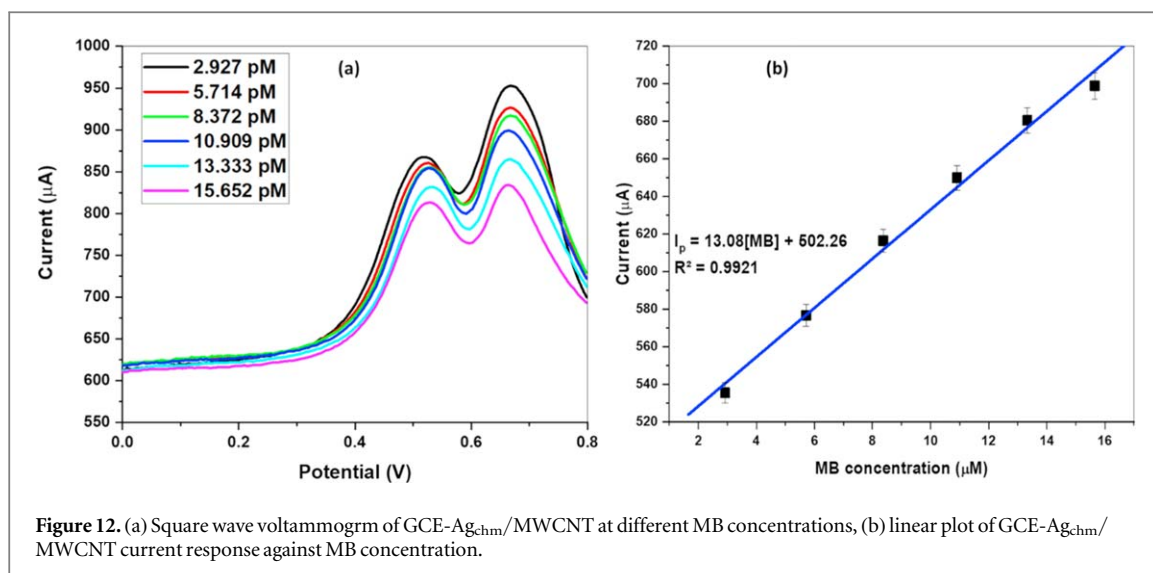 1000
950
900
850
800
750
700
650
600
550
Current (μA)
2.927 pM
5.714 pM
8.372 pM
10.909 pM
13.333 pM
15.652 pM
(a)
0.0 0.2 0.4 0.6 0.8
Potential (V)
720
700
680
660
640
620
600
580
560
540
520
Current (μA)
(b)
I_p = 13.08[MB] + 502.26
R² = 0.9921
2 4 6 8 10 12 14 16
MB concentration (μM)
Figure 12. (a) Square wave voltammogrm of GCE-Ag_chm/MWCNT at different MB concentrations, (b) linear plot of GCE-Ag_chm/
MWCNT current response against MB concentration.